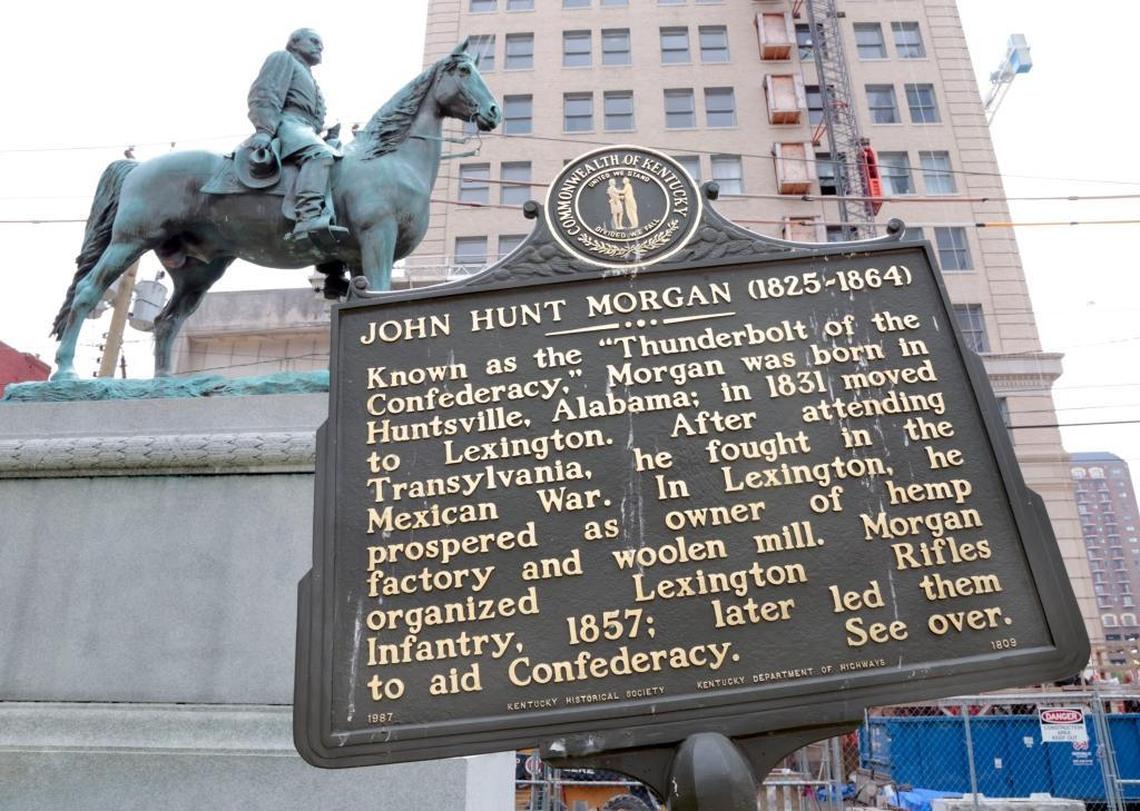 COMMONWEALTH OF KENTUCKY
UNITED WE STAND
DIVIDED WE FALL
JOHN HUNT MORGAN (1825-1864)
Known as the "Thunderbolt of the
Confederacy," Morgan was born in
Huntsville, Alabama; in 1831 moved
to Lexington. After attending
Transylvania, he fought in the
Mexican War. In Lexington, he
prospered as owner of hemp
factory and woolen mill. Morgan
organized Lexington Rifles
Infantry, 1857; later led them
to aid Confederacy. See over.
1987 KENTUCKY HISTORICAL SOCIETY KENTUCKY DEPARTMENT OF HIGHWAYS 1809
DANGER
CONSTRUCTION
AREA
KEEP OUT